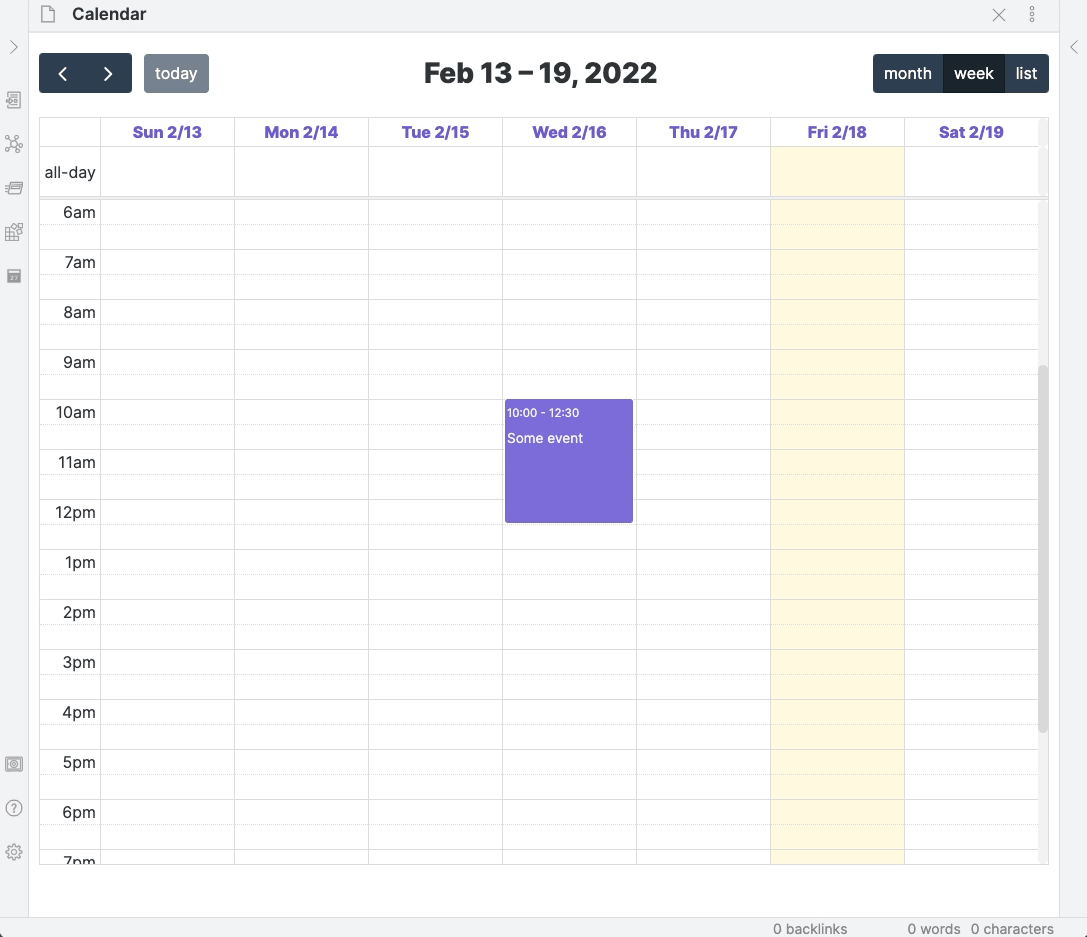 Calendar
today
Feb 13 – 19, 2022
month week list
Sun 2/13 Mon 2/14 Tue 2/15 Wed 2/16 Thu 2/17 Fri 2/18 Sat 2/19
all-day
6am
7am
8am
9am
10am
10:00 - 12:30
Some event
11am
12pm
1pm
2pm
3pm
4pm
5pm
6pm
7pm
0 backlinks 0 words 0 characters